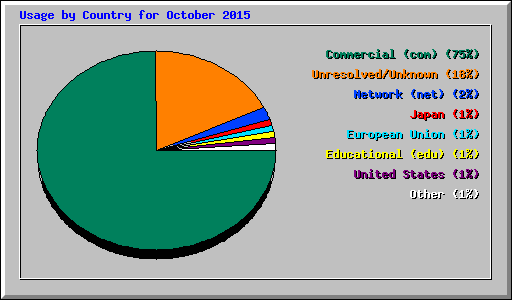 Usage by Country for October 2015
Commercial (com) (75%)
Unresolved/Unknown (18%)
Network (net) (2%)
Japan (1%)
European Union (1%)
Educational (edu) (1%)
United States (1%)
Other (1%)